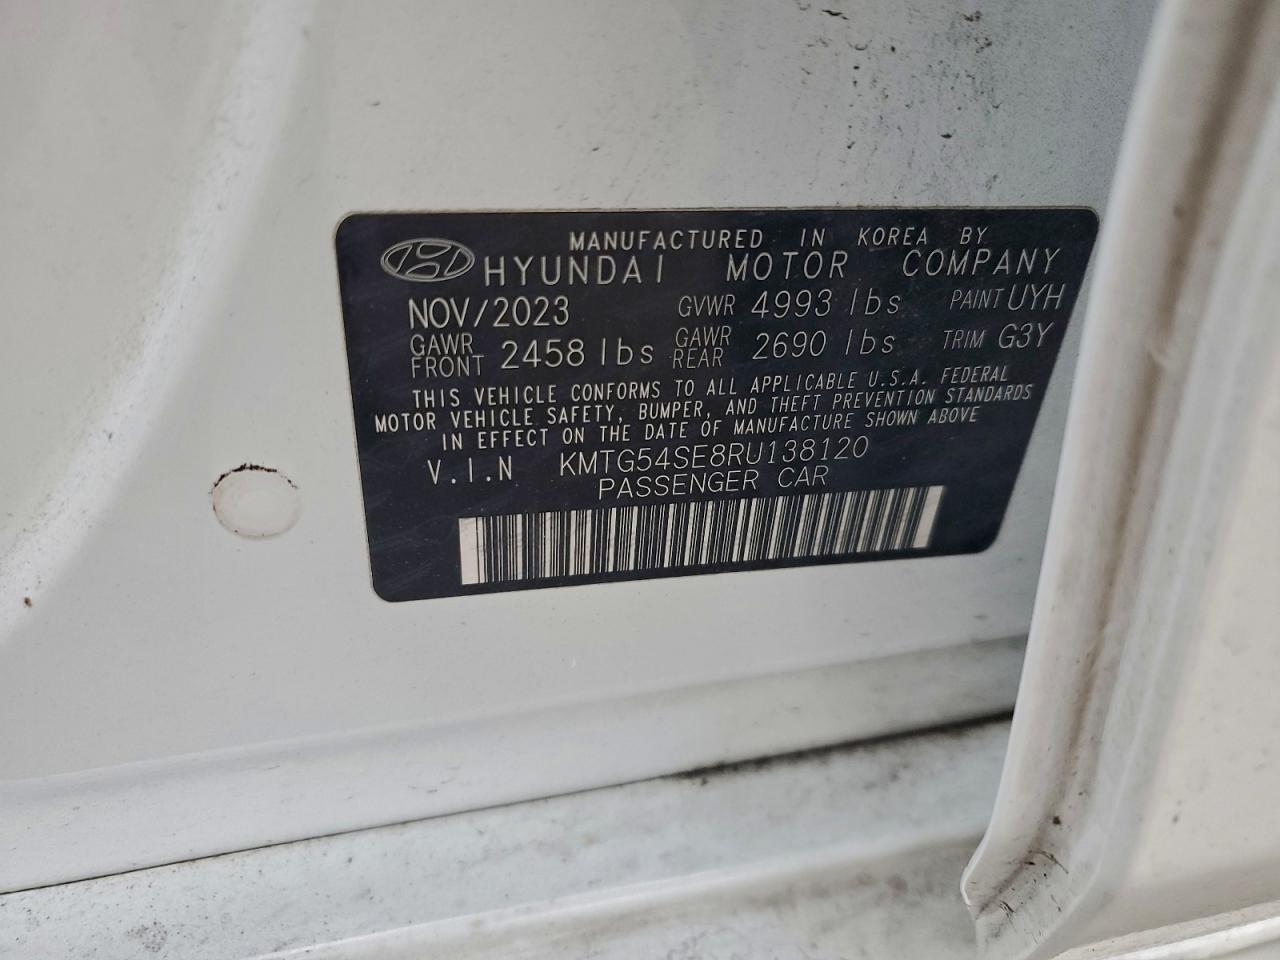 MANUFACTURED IN KOREA BY
HYUNDAI MOTOR COMPANY
NOV/2023 GVWR 4993 lbs PAINT UYH
GAWR FRONT 2458 lbs GAWR REAR 2690 lbs TRIM G3Y
THIS VEHICLE CONFORMS TO ALL APPLICABLE U.S.A. FEDERAL
MOTOR VEHICLE SAFETY, BUMPER, AND THEFT PREVENTION STANDARDS
IN EFFECT ON THE DATE OF MANUFACTURE SHOWN ABOVE
V.I.N KMTG54SE8RU138120
PASSENGER CAR